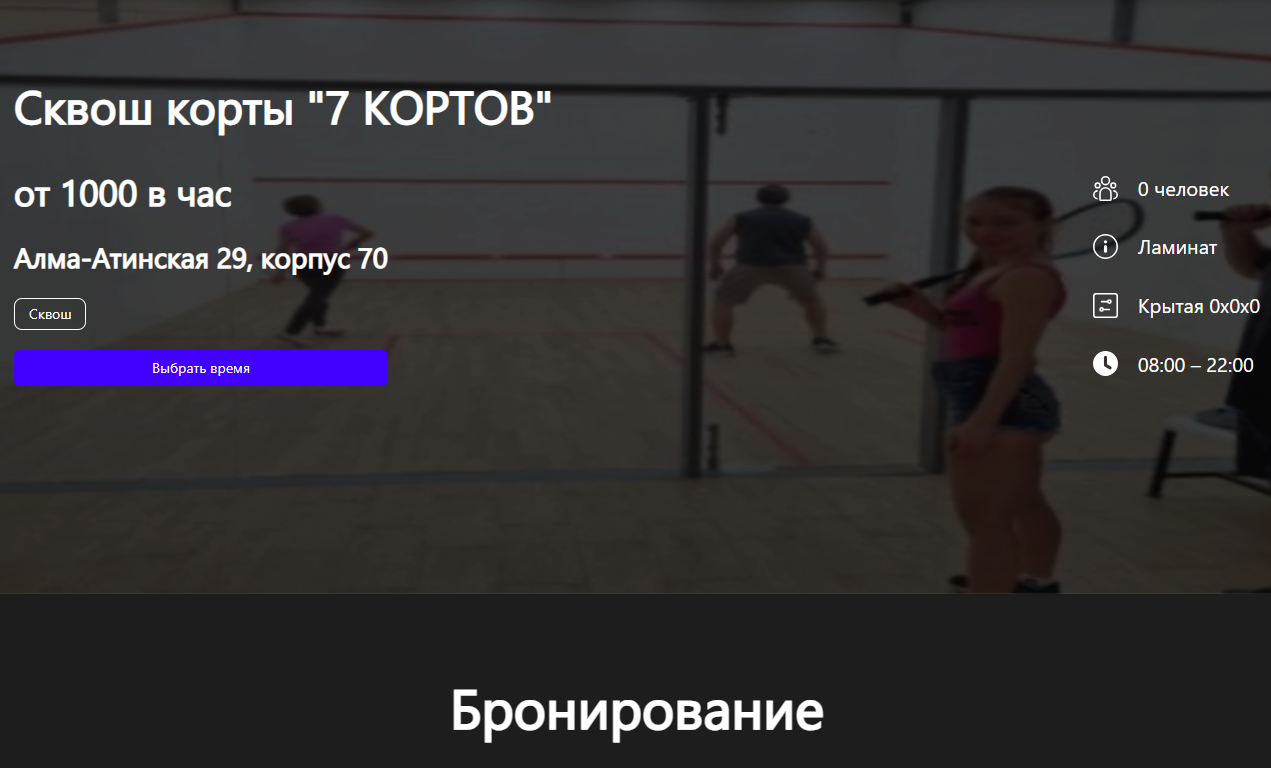 Сквош корты "7 КОРТОВ"
от 1000 в час
Алма-Атинская 29, корпус 70
Сквош
Выбрать время
0 человек
Ламинат
Крытая 0x0x0
08:00 – 22:00
Бронирование